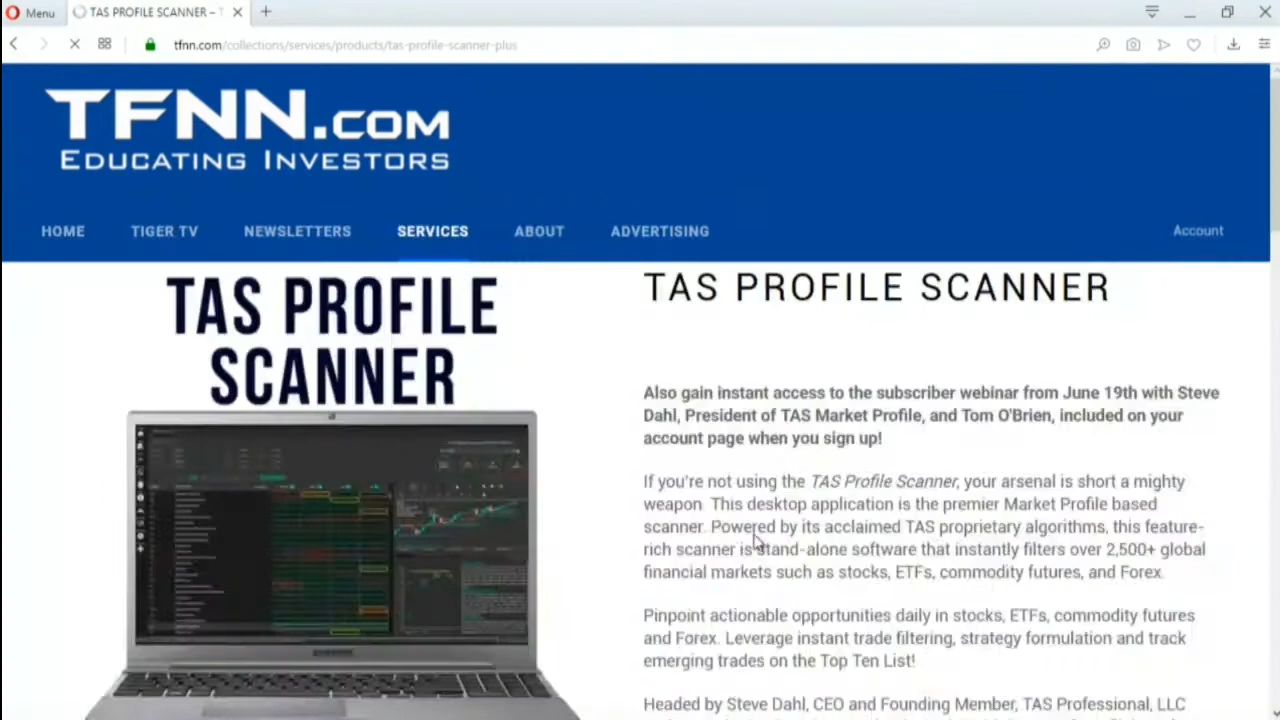 Menu
TAS PROFILE SCANNER – T
tfnn.com/collections/services/products/tas-profile-scanner-plus
TFNN.COM
EDUCATING INVESTORS
HOME TIGER TV NEWSLETTERS SERVICES ABOUT ADVERTISING Account
TAS PROFILE
SCANNER
TAS PROFILE SCANNER
Also gain instant access to the subscriber webinar from June 19th with Steve
Dahl, President of TAS Market Profile, and Tom O'Brien, included on your
account page when you sign up!
If you're not using the TAS Profile Scanner, your arsenal is short a mighty
weapon. This desktop application is the premier Market Profile based
scanner. Powered by its acclaimed TAS proprietary algorithms, this feature-
rich scanner is stand-alone software that instantly filters over 2,500+ global
financial markets such as stocks, ETFs, commodity futures, and Forex.
Pinpoint actionable opportunities daily in stocks, ETFs, commodity futures
and Forex. Leverage instant trade filtering, strategy formulation and track
emerging trades on the Top Ten List!
Headed by Steve Dahl, CEO and Founding Member, TAS Professional, LLC